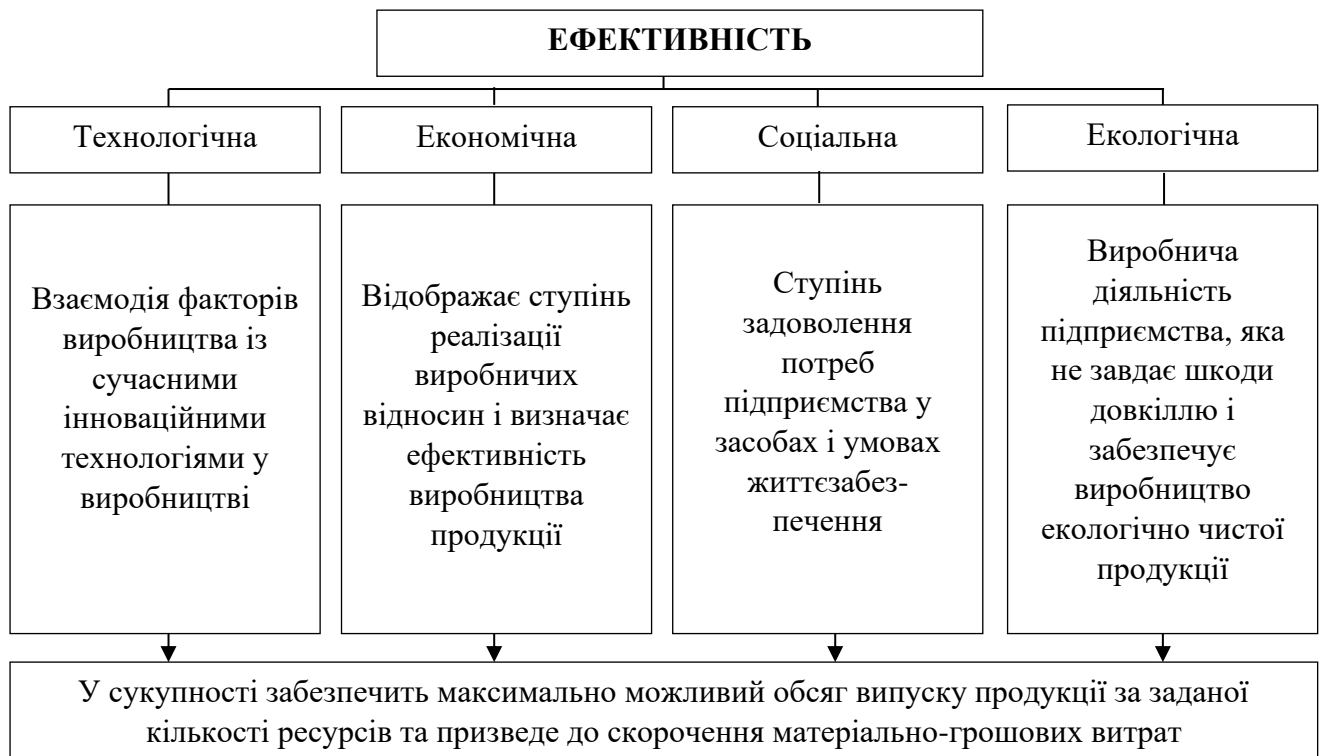 ЕФЕКТИВНІСТЬ
Технологічна
Економічна
Соціальна
Екологічна
Взаємодія факторів
виробництва із
сучасними
інноваційними
технологіями у
виробництві
Відображає ступінь
реалізації
виробничих
відносин і визначає
ефективність
виробництва
продукції
Ступінь
задоволення
потреб
підприємства у
засобах і умовах
життєзабез-
печення
Виробнича
діяльність
підприємства, яка
не завдає шкоди
довкіллю і
забезпечує
виробництво
екологічно чистої
продукції
У сукупності забезпечить максимально можливий обсяг випуску продукції за заданої
кількості ресурсів та призведе до скорочення матеріально-грошових витрат